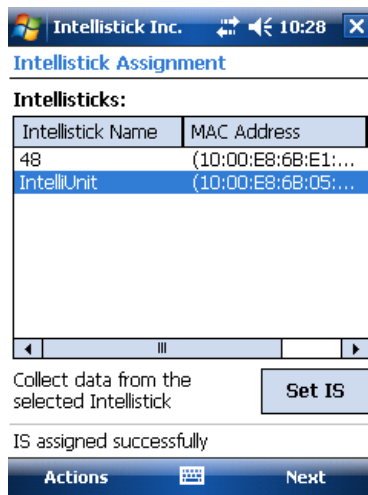 Intellistick Inc. 10:28
Intellistick Assignment
Intellisticks:
Intellistick Name MAC Address
48 (10:00:E8:6B:E1:...
IntelliUnit (10:00:E8:6B:05:...
Collect data from the
selected Intellistick
Set IS
IS assigned successfully
Actions Next